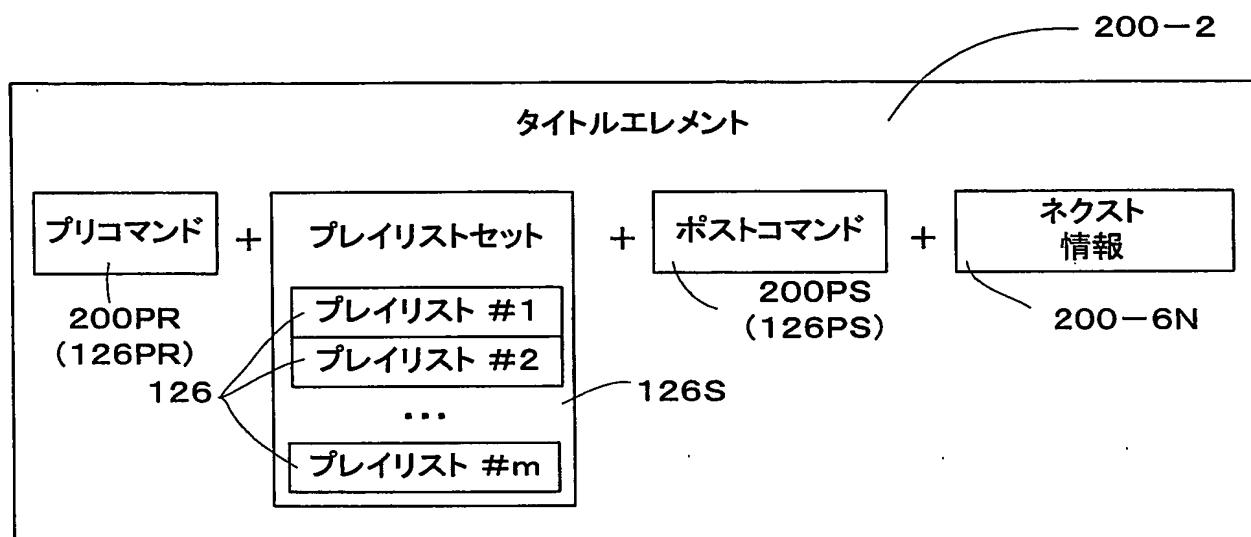 200-2
タイトルエレメント
プリコマンド
+
プレイリストセット
+
ポストコマンド
+
ネクスト
情報
200PR
(126PR)
プレイリスト #1
プレイリスト #2
...
プレイリスト #m
126
126S
200PS
(126PS)
200-6N